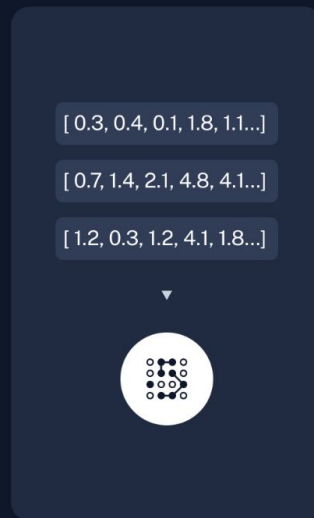 [ 0.3, 0.4, 0.1, 1.8, 1.1...]
[ 0.7, 1.4, 2.1, 4.8, 4.1...]
[ 1.2, 0.3, 1.2, 4.1, 1.8...]